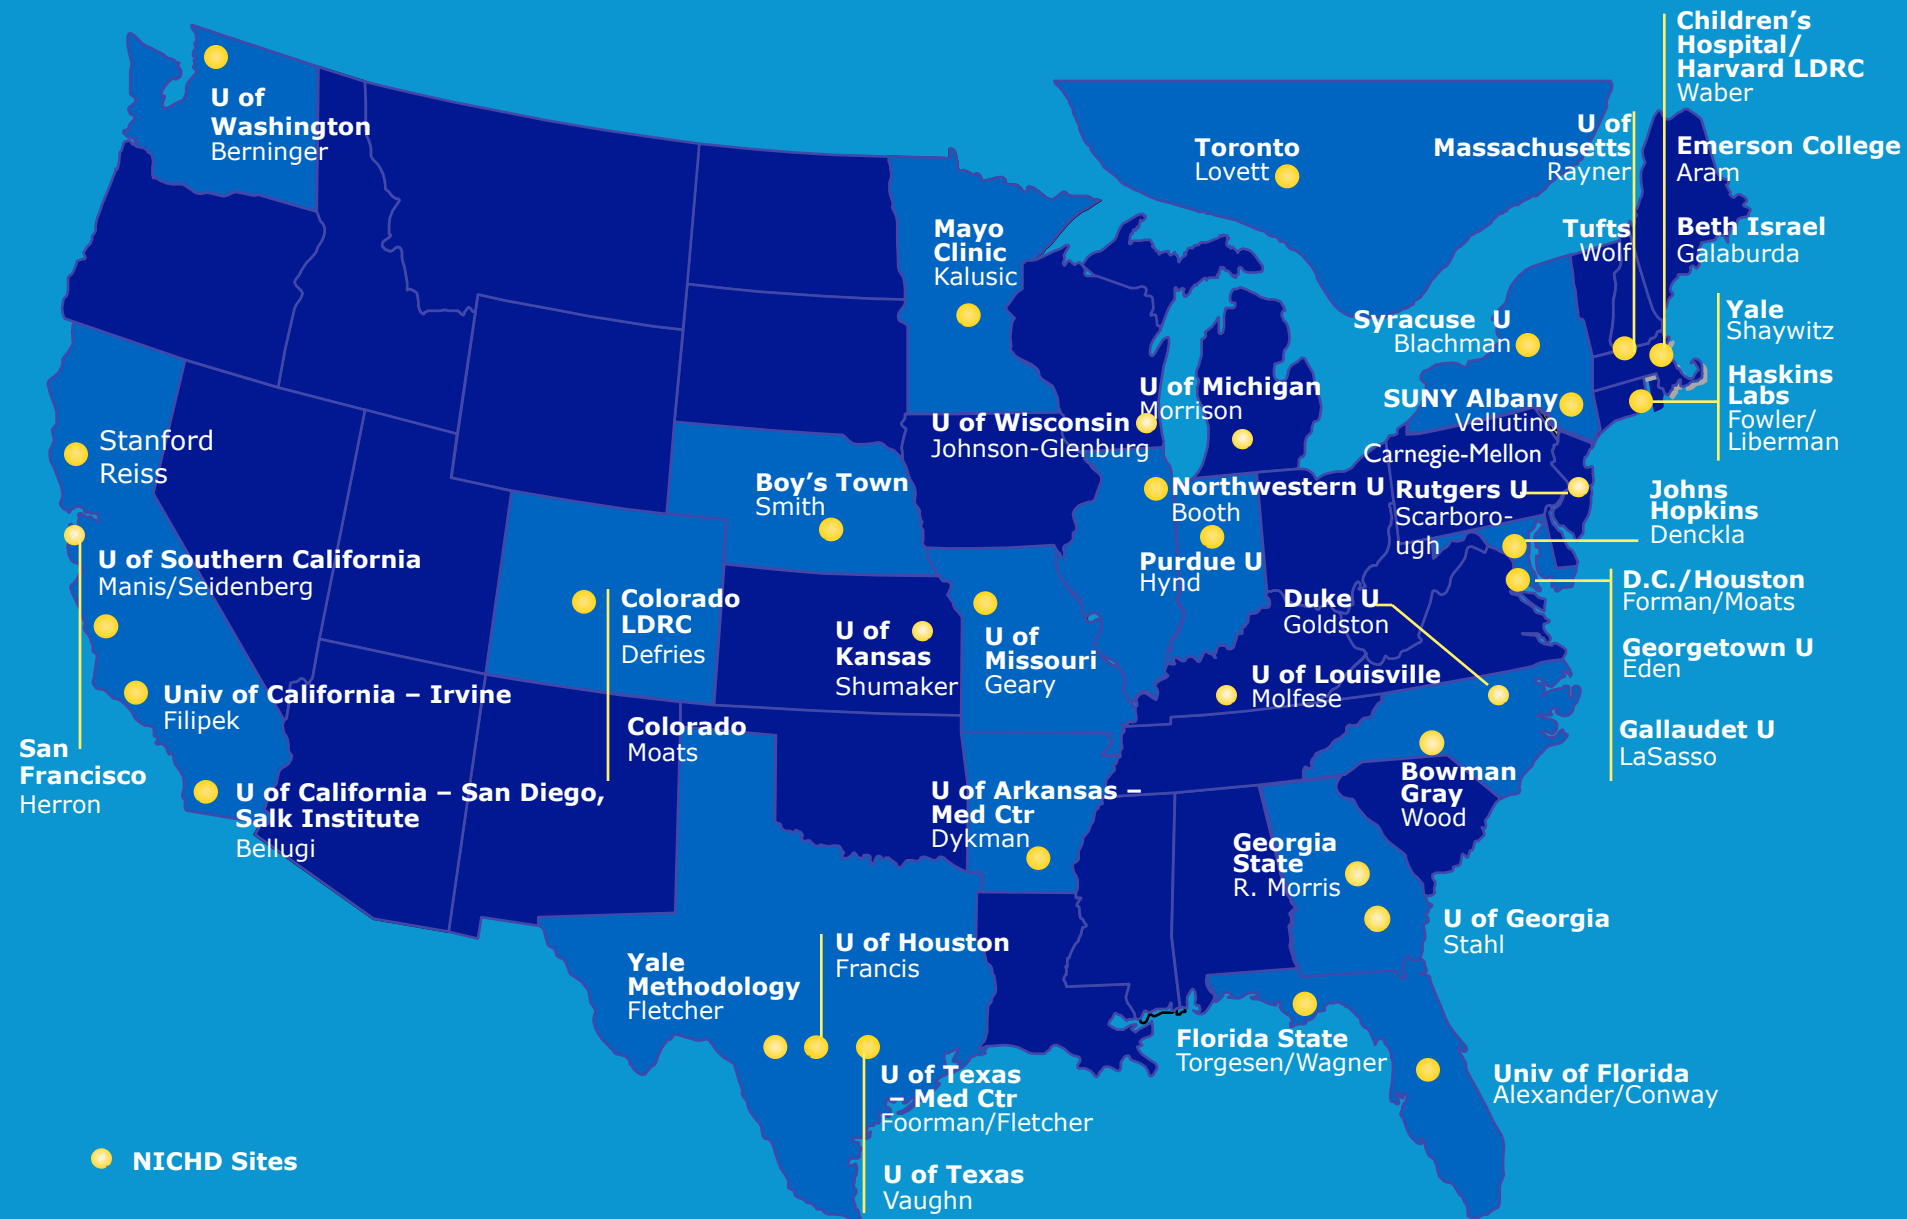 Children's
Hospital/
Harvard LDRC
Waber
U of
Washington
Berninger
U of
Massachusetts
Rayner
Toronto
Lovett
Emerson College
Aram
Mayo
Clinic
Kalusic
Tufts
Wolf
Beth Israel
Galaburda
Syracuse U
Blachman
Yale
Shaywitz
Haskins
Labs
Fowler/
Liberman
U of Michigan
Morrison
SUNY Albany
Vellutino
U of Wisconsin
Johnson-Glenburg
Carnegie-Mellon
Stanford
Reiss
Boy's Town
Smith
Northwestern U
Booth
Rutgers U
Scarboro-
ugh
Johns
Hopkins
Denckla
U of Southern California
Manis/Seidenberg
Purdue U
Hynd
D.C./Houston
Forman/Moats
Colorado
LDRC
Defries
U of
Kansas
Shumaker
U of
Missouri
Geary
Duke U
Goldston
Georgetown U
Eden
U of Louisville
Molfese
Univ of California – Irvine
Filipek
Colorado
Moats
Gallaudet U
LaSasso
San
Francisco
Herron
U of California – San Diego,
Salk Institute
Bellugi
U of Arkansas –
Med Ctr
Dykman
Bowman
Gray
Wood
Georgia
State
R. Morris
U of Georgia
Stahl
U of Houston
Francis
Yale
Methodology
Fletcher
Florida State
Torgesen/Wagner
U of Texas
– Med Ctr
Foorman/Fletcher
Univ of Florida
Alexander/Conway
NICHD Sites
U of Texas
Vaughn